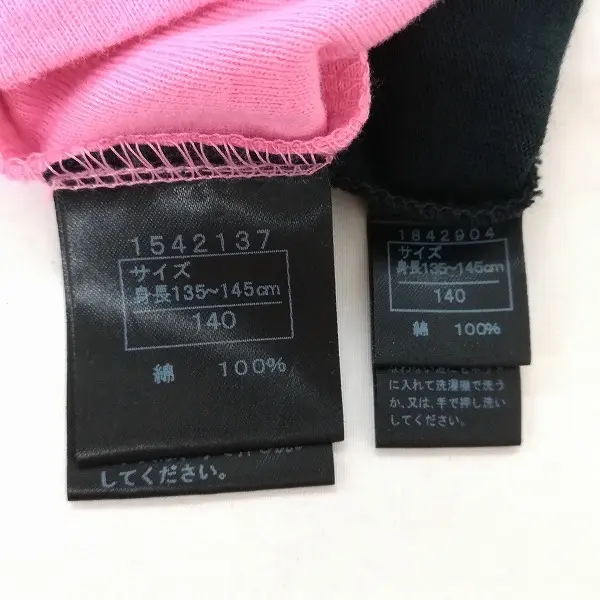 1542137
サイズ
身長135~145cm
140
綿 100%
してください。
1842904
サイズ
身長135~145cm
140
綿 100%
に入れて洗濯機で洗う
か、又は、手で押し洗い
してください。